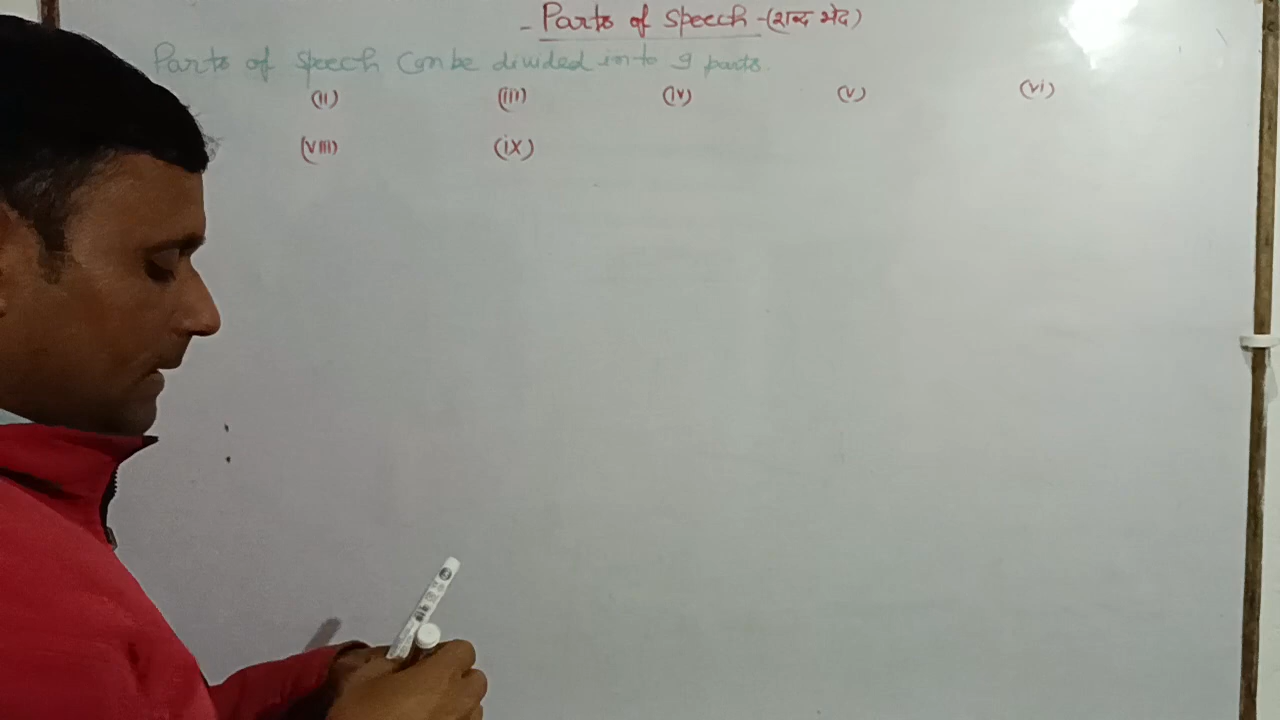 - Parts of speech - (शब्द भेद)
Parts of speech can be divided into 9 parts.
(ii) (iii) (iv) (v) (vi)
(viii) (ix)